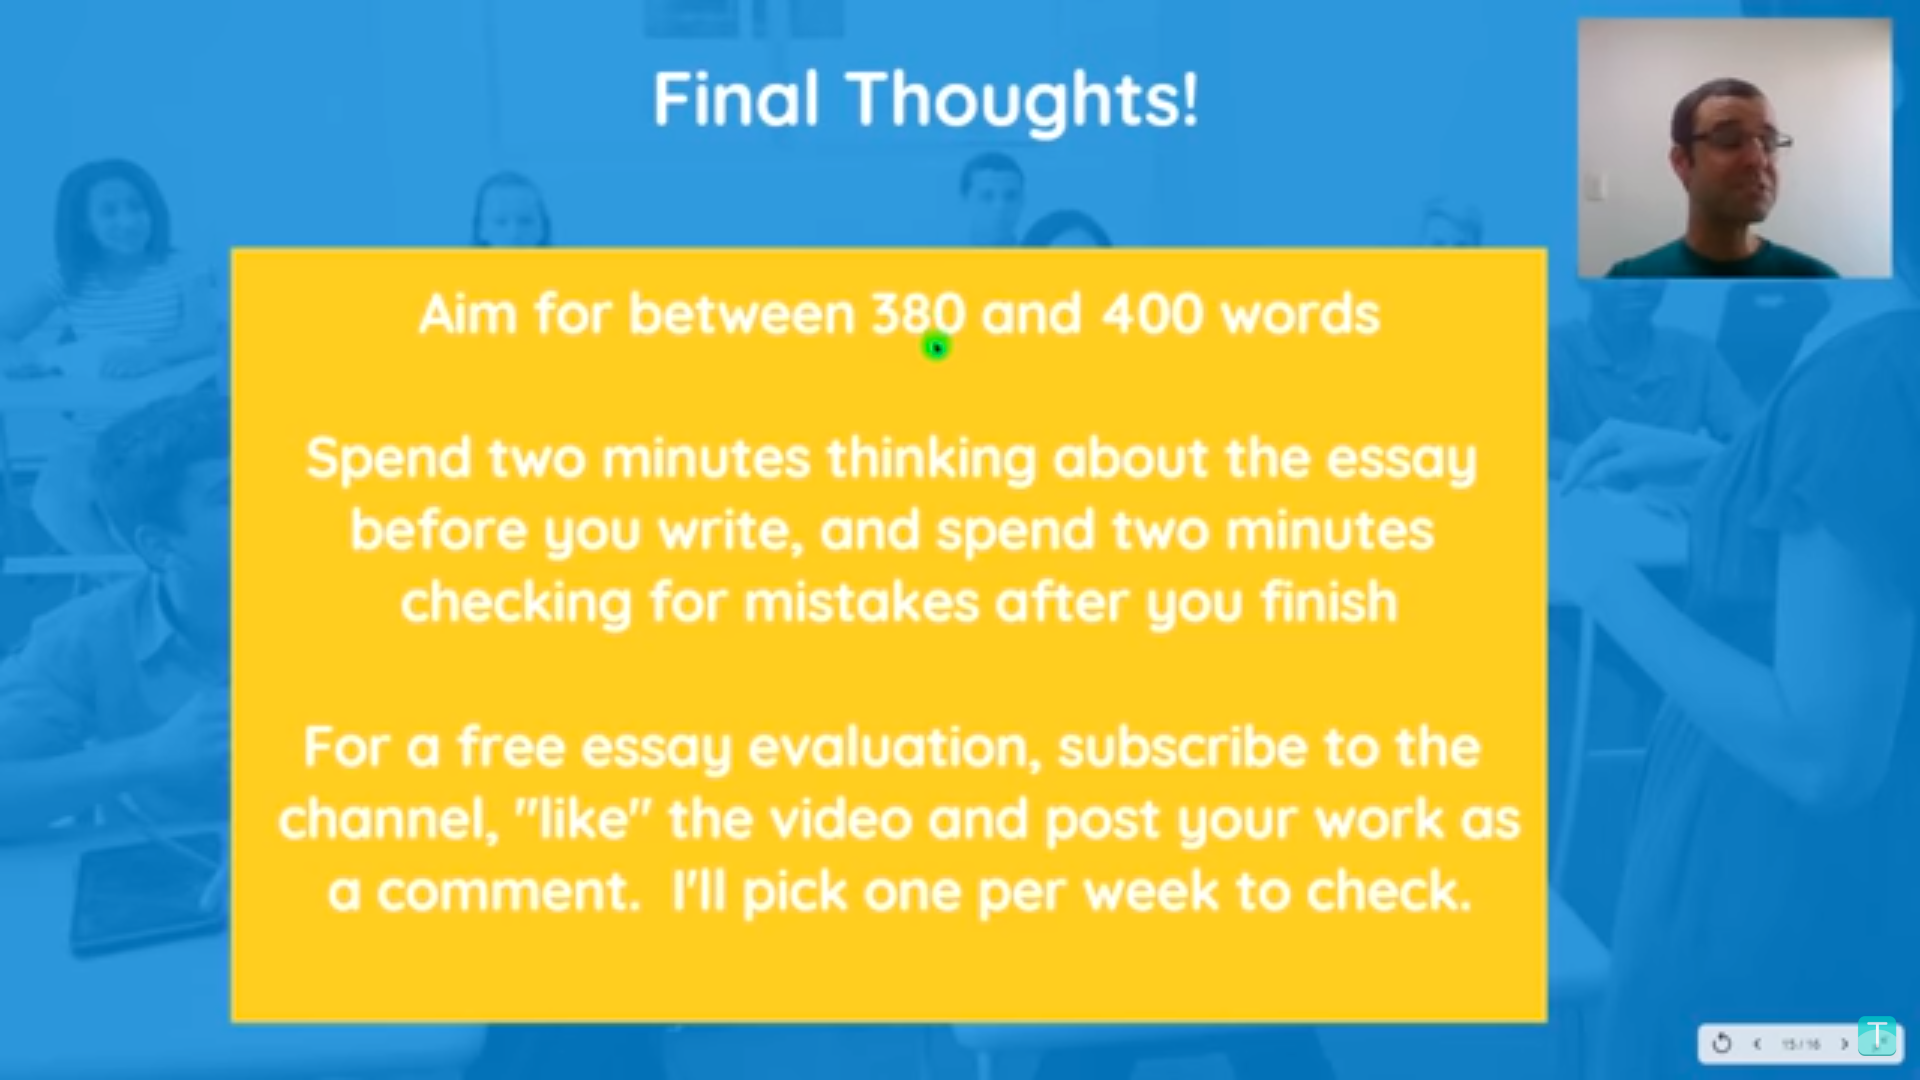 Final Thoughts!
Aim for between 380 and 400 words
Spend two minutes thinking about the essay
before you write, and spend two minutes
checking for mistakes after you finish
For a free essay evaluation, subscribe to the
channel, "like" the video and post your work as
a comment.  I'll pick one per week to check.
15 / 16
T